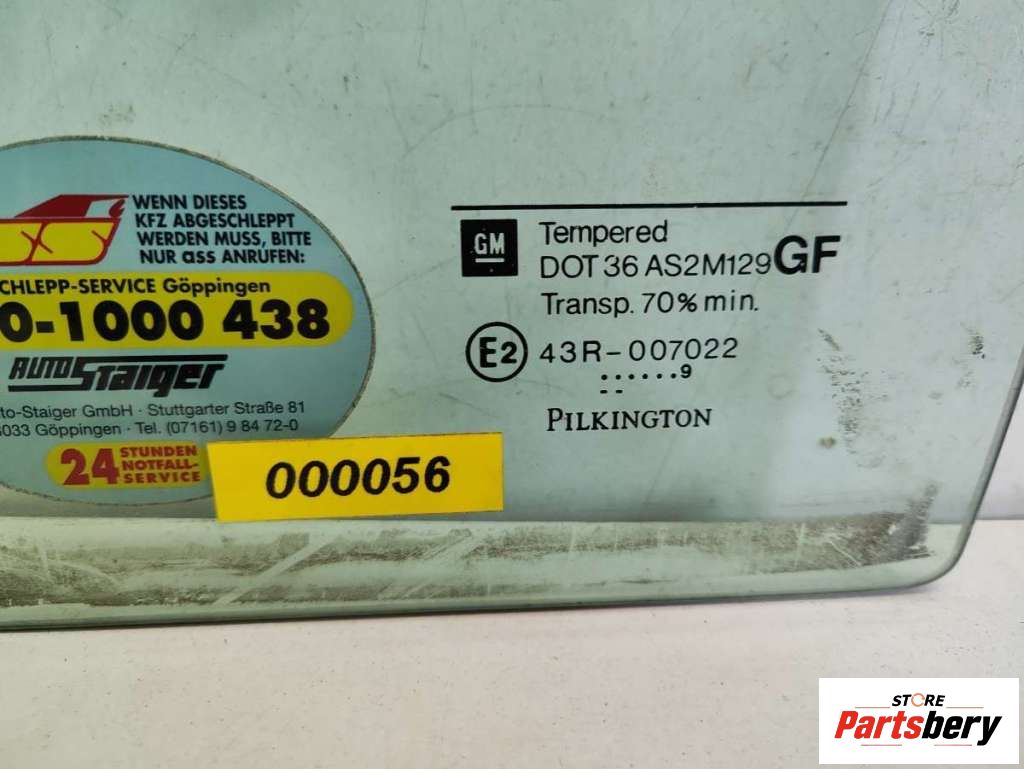 WENN DIESES
KFZ ABGESCHLEPPT
WERDEN MUSS, BITTE
NUR ass ANRUFEN:
CHLEPP-SERVICE Göppingen
0-1000 438
AUTO STaiger
to-Staiger GmbH · Stuttgarter Straße 81
033 Göppingen · Tel. (07161) 9 84 72-0
24 STUNDEN
NOTFALL-
SERVICE
000056
GM Tempered
DOT 36 AS2M129 GF
Transp. 70% min.
E2 43R-007022
......9
--
PILKINGTON
STORE
Partsbery